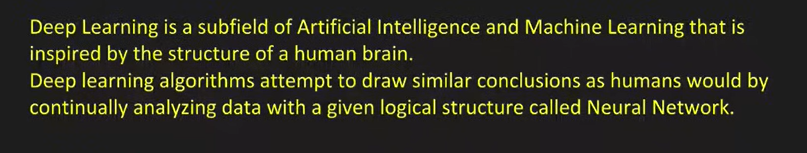 Deep Learning is a subfield of Artificial Intelligence and Machine Learning that is
inspired by the structure of a human brain.
Deep learning algorithms attempt to draw similar conclusions as humans would by
continually analyzing data with a given logical structure called Neural Network.